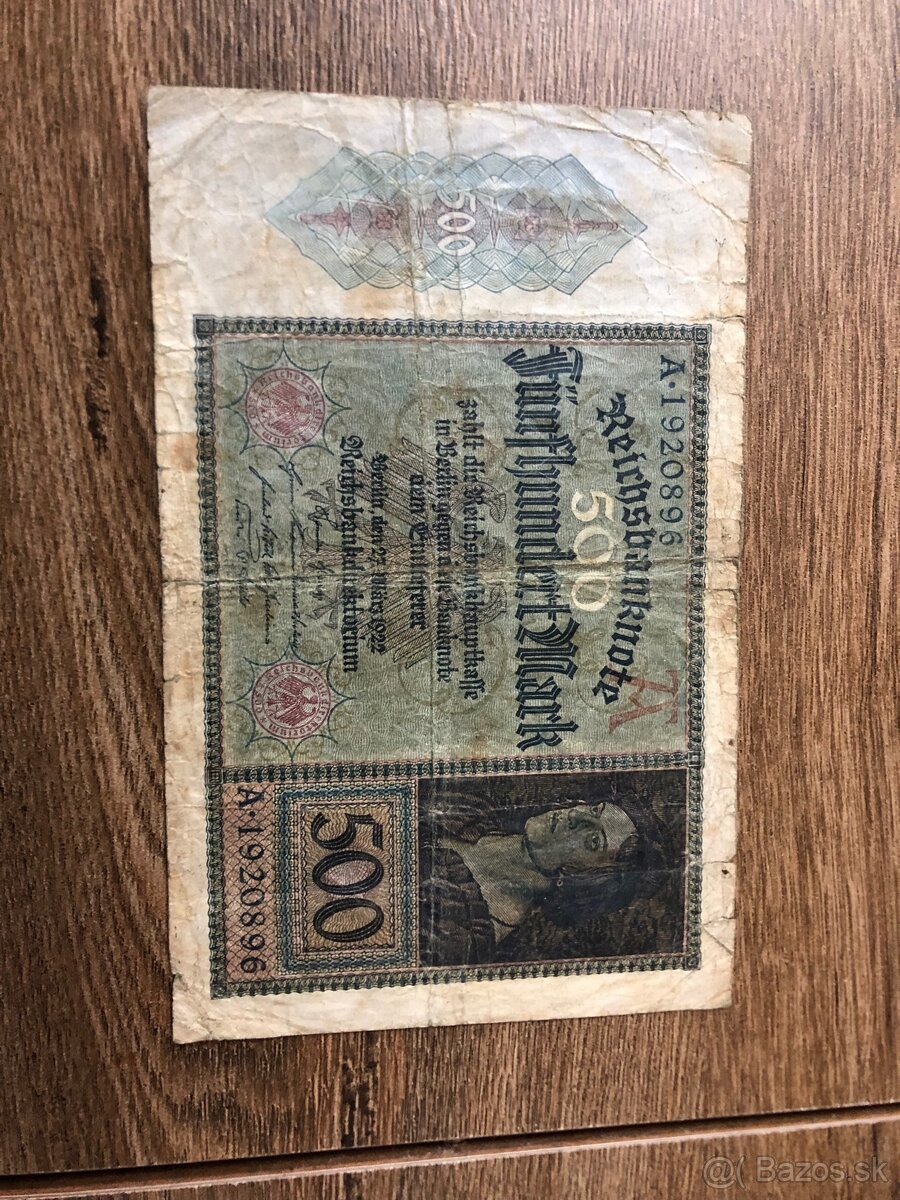 500
A·1920896
Reichsbanknote
500
A
Fünfhundert Mark
zahlt die Reichsbankhauptkasse
in Berlin gegen diese Banknote
dem Einlieferer
Berlin, den 27. März 1922
Reichsbankdirektorium
500
A·1920896
@( Bazos.sk